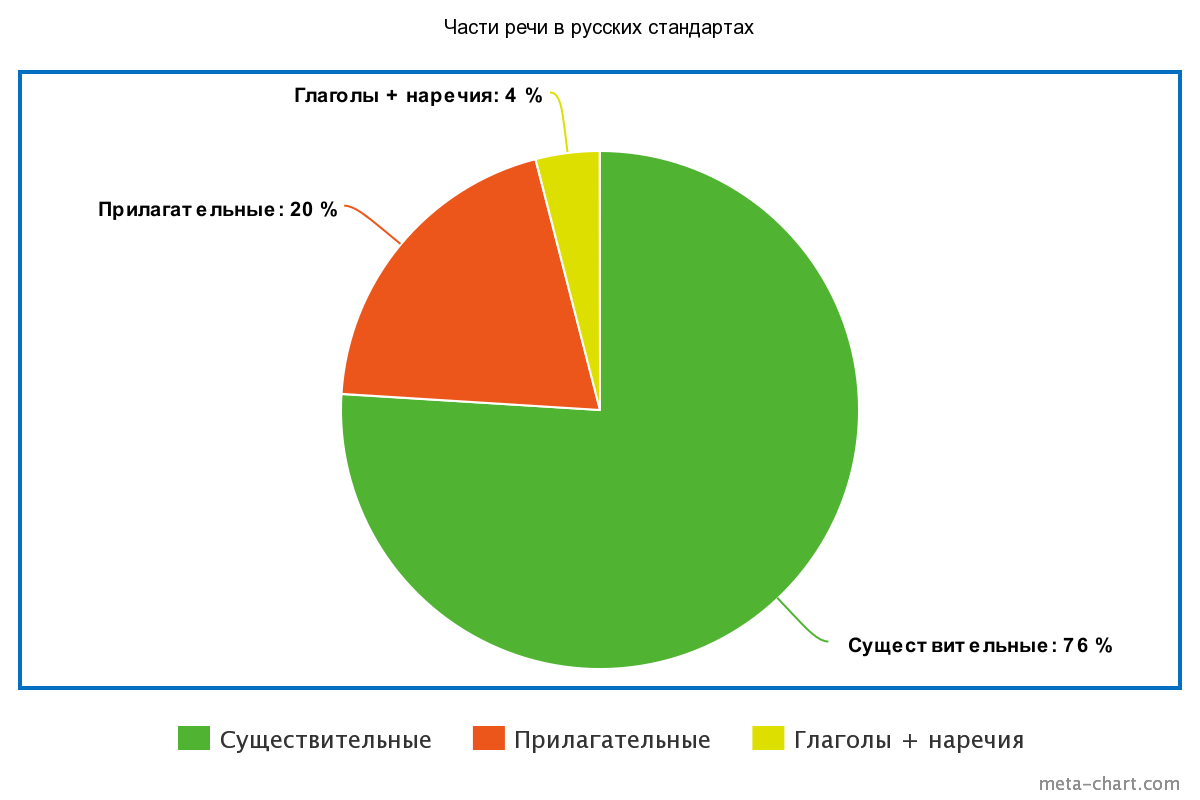 Части речи в русских стандартах
Глаголы + наречия: 4 %
Прилагательные: 20 %
Существительные: 76 %
Существительные Прилагательные Глаголы + наречия
meta-chart.com